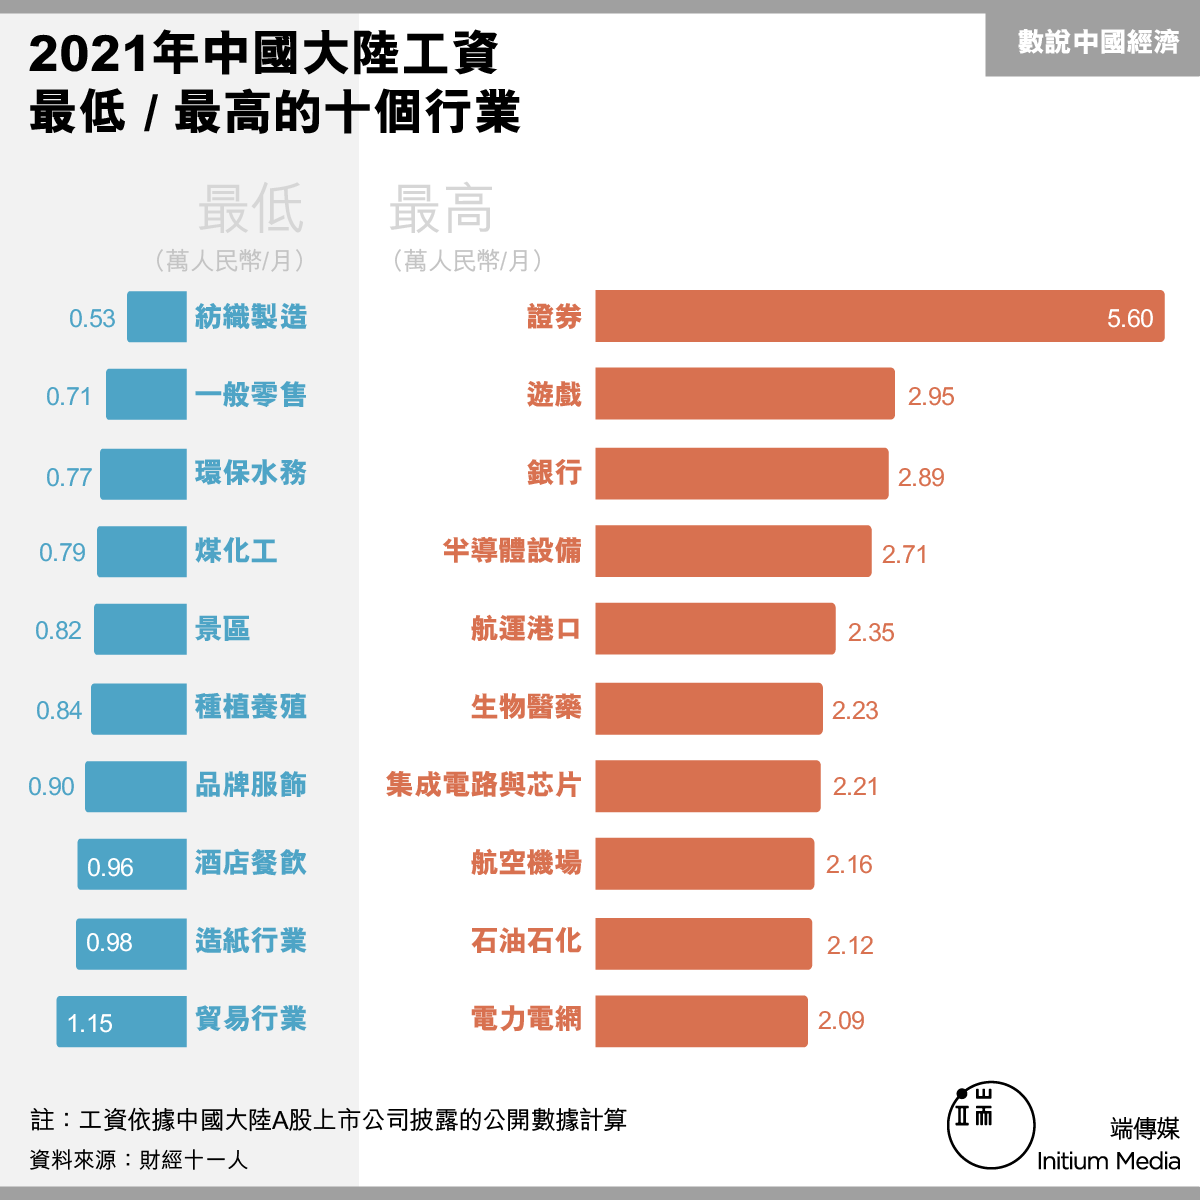 數說中國經濟
2021年中國大陸工資
最低 / 最高的十個行業
最低
（萬人民幣/月）
最高
（萬人民幣/月）
0.53 紡織製造
證券 5.60
0.71 一般零售
遊戲 2.95
0.77 環保水務
銀行 2.89
0.79 煤化工
半導體設備 2.71
0.82 景區
航運港口 2.35
0.84 種植養殖
生物醫藥 2.23
0.90 品牌服飾
集成電路與芯片 2.21
0.96 酒店餐飲
航空機場 2.16
0.98 造紙行業
石油石化 2.12
1.15 貿易行業
電力電網 2.09
註：工資依據中國大陸A股上市公司披露的公開數據計算
資料來源：財經十一人
端
端傳媒
Initium Media